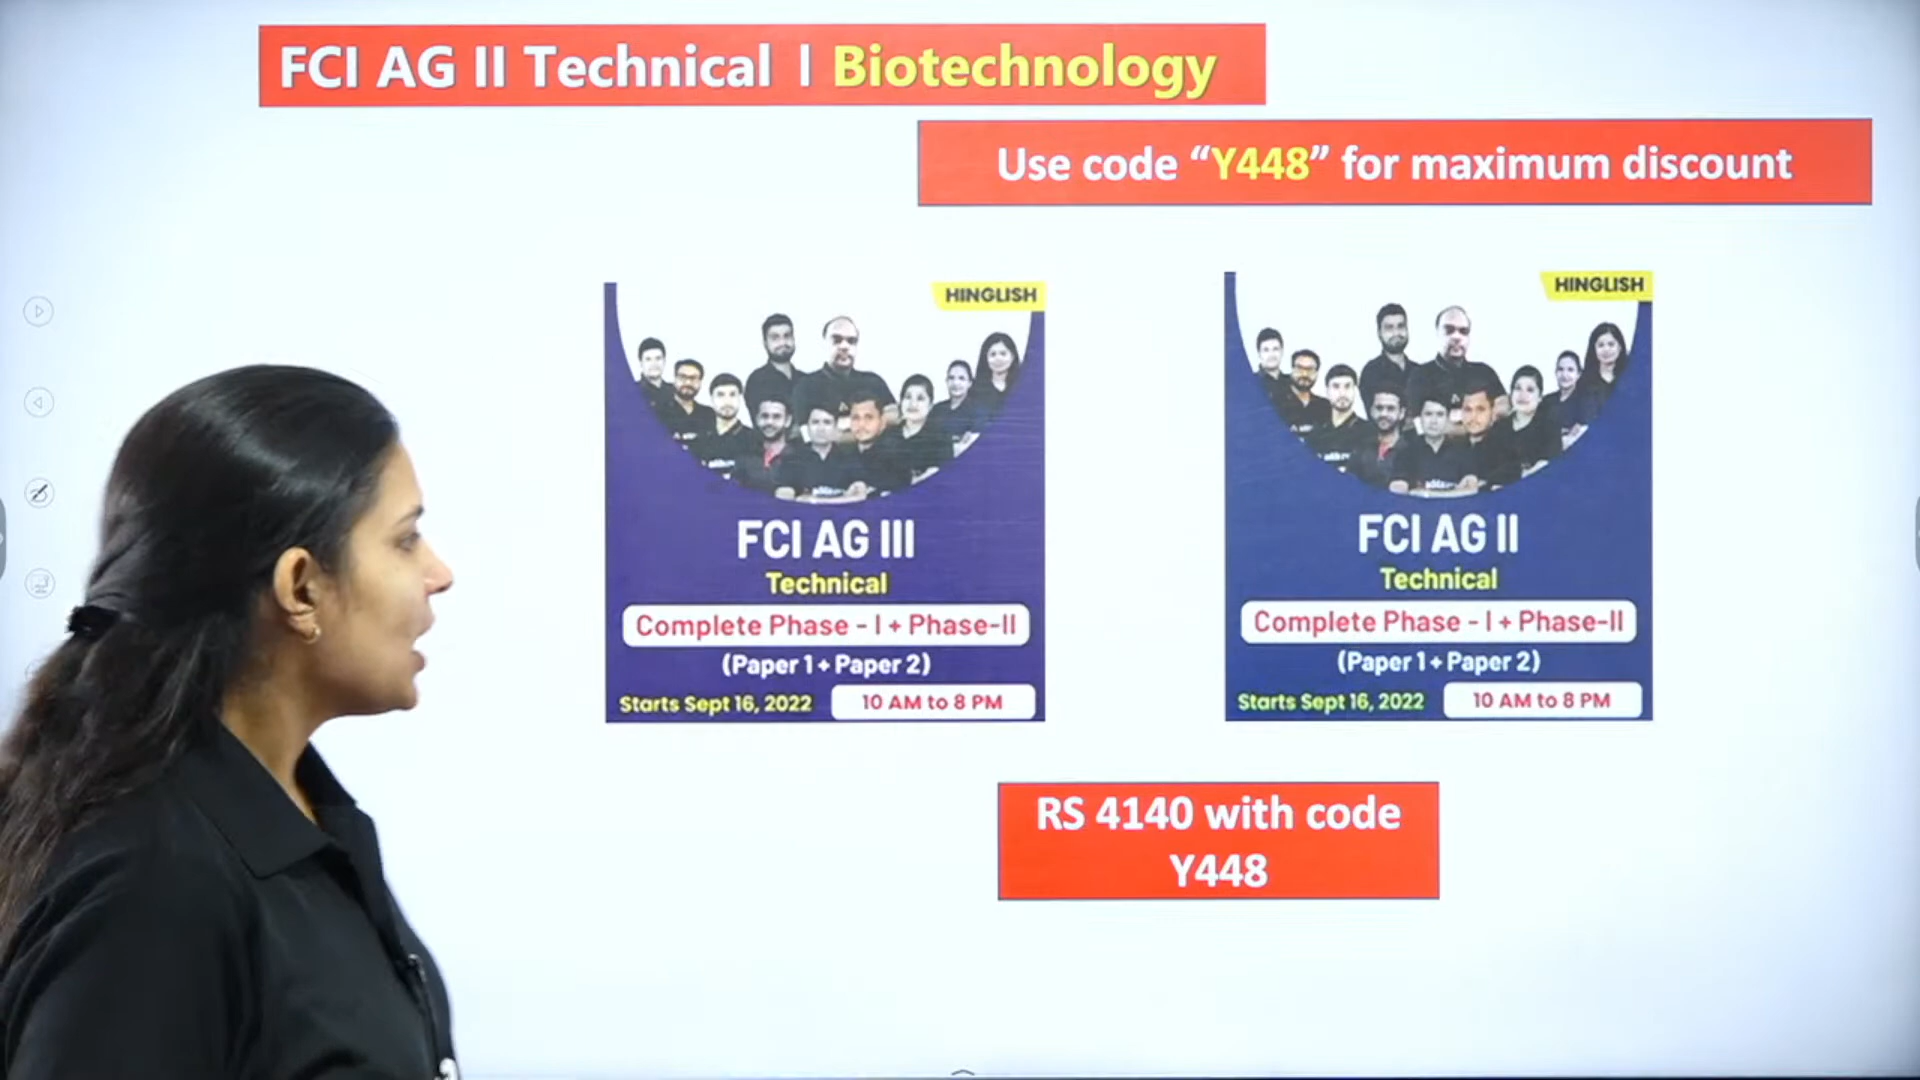 FCI AG II Technical | Biotechnology
Use code “Y448” for maximum discount
HINGLISH
FCI AG III
Technical
Complete Phase - I + Phase-II
(Paper 1 + Paper 2)
Starts Sept 16, 2022
10 AM to 8 PM
HINGLISH
FCI AG II
Technical
Complete Phase - I + Phase-II
(Paper 1 + Paper 2)
Starts Sept 16, 2022
10 AM to 8 PM
RS 4140 with code
Y448